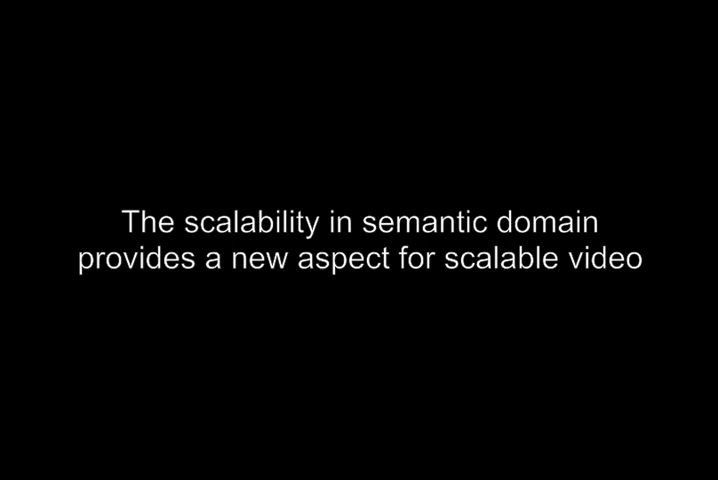 The scalability in semantic domain
provides a new aspect for scalable video